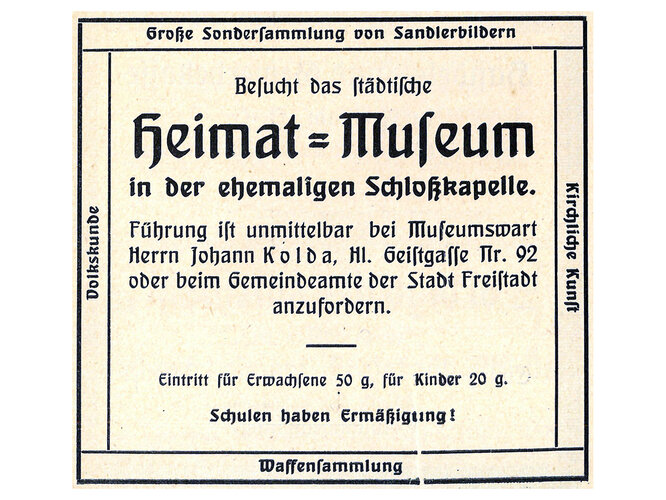 Große Sonderſammlung von Sandlerbildern
Beſucht das ſtädtiſche
Heimat=Muſeum
in der ehemaligen Schloßkapelle.
Führung iſt unmittelbar bei Muſeumswart
Herrn Johann Kolda, Hl. Geiſtgaſſe Nr. 92
oder beim Gemeindeamte der Stadt Freiſtadt
anzufordern.
Eintritt für Erwachſene 50 g, für Kinder 20 g.
Schulen haben Ermäßigung!
Volkskunde
Kirchliche Kunſt
Waffenſammlung